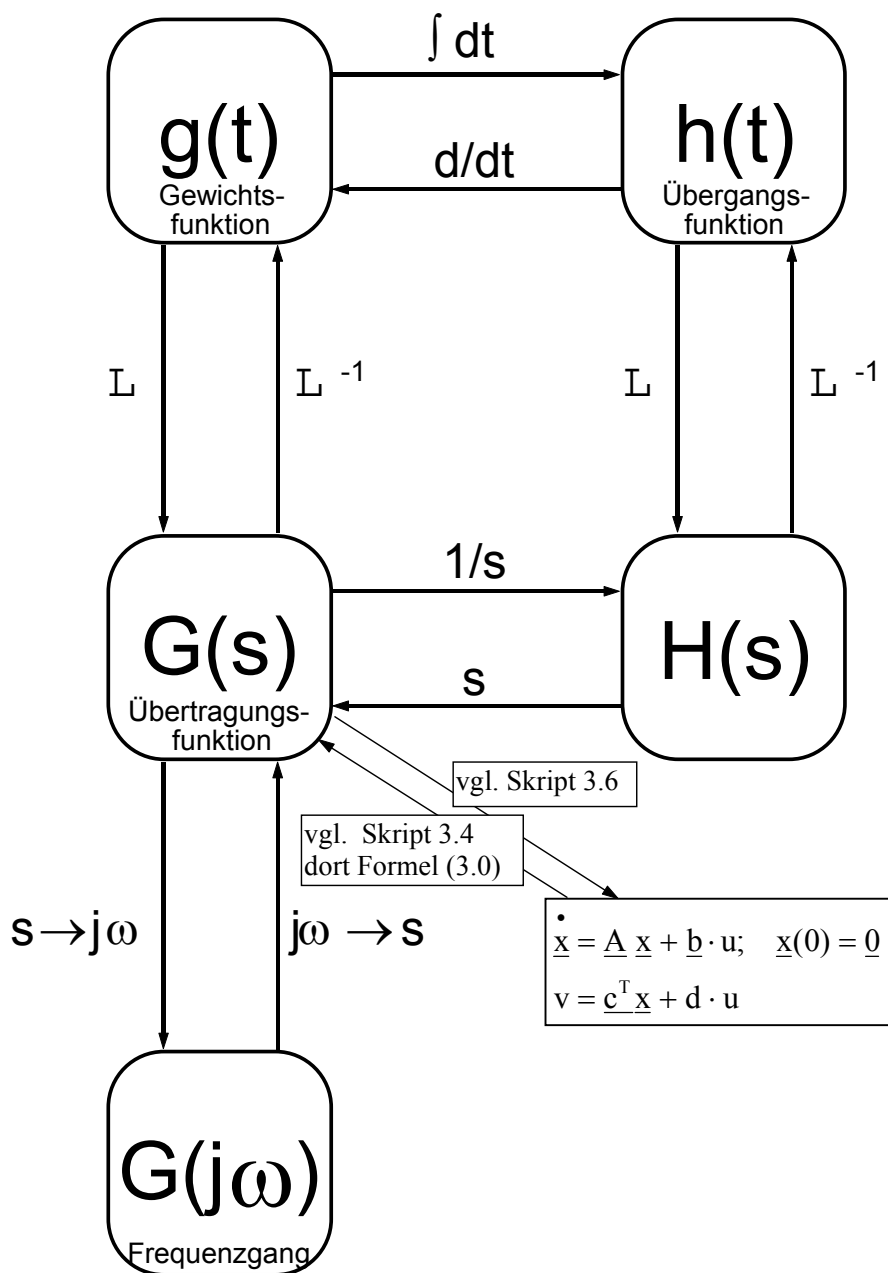 ∫ dt
g(t)
Gewichts-
funktion
d/dt
h(t)
Übergangs-
funktion
L
L -1
L
L -1
G(s)
Übertragungs-
funktion
1/s
s
H(s)
vgl. Skript 3.6
vgl. Skript 3.4
dort Formel (3.0)
s→jω
jω → s
ẋ = A x + b · u; x(0) = 0
v = c^T x + d · u
G(jω)
Frequenzgang